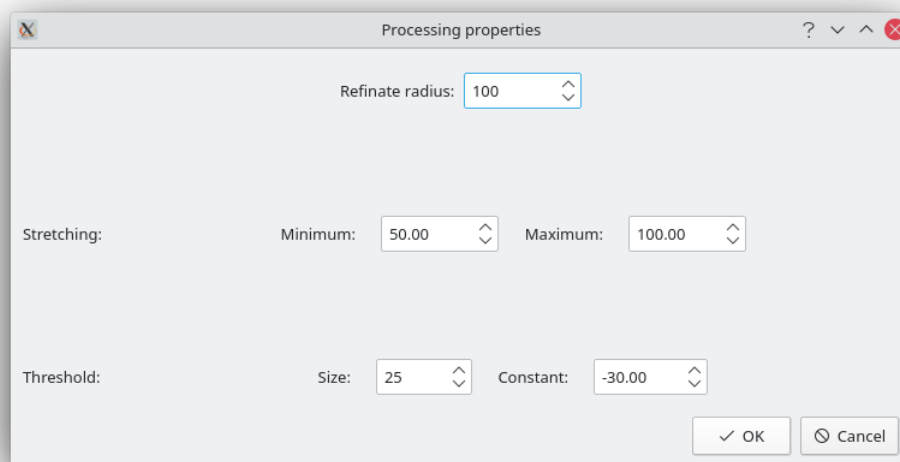 Processing properties
Refinate radius: 100
Stretching: Minimum: 50.00 Maximum: 100.00
Threshold: Size: 25 Constant: -30.00
OK Cancel